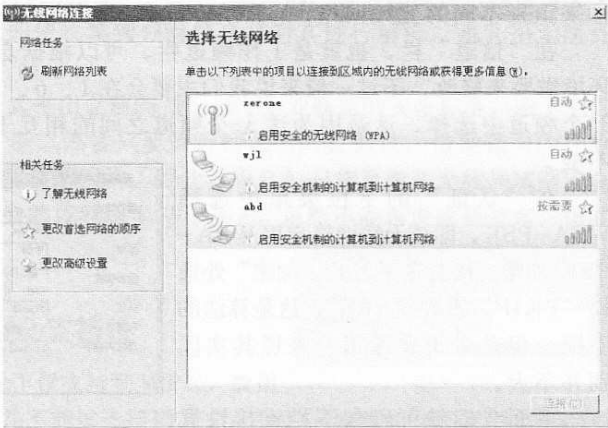 无线网络连接
网络任务
刷新网络列表
相关任务
了解无线网络
更改首选网络的顺序
更改高级设置
选择无线网络
单击以下列表中的项目以连接到区域内的无线网络或获得更多信息(W)。
zerone 自动
启用安全的无线网络 (WPA)
wjl 自动
启用安全机制的计算机到计算机网络
abd 按需要
启用安全机制的计算机到计算机网络
连接(C)